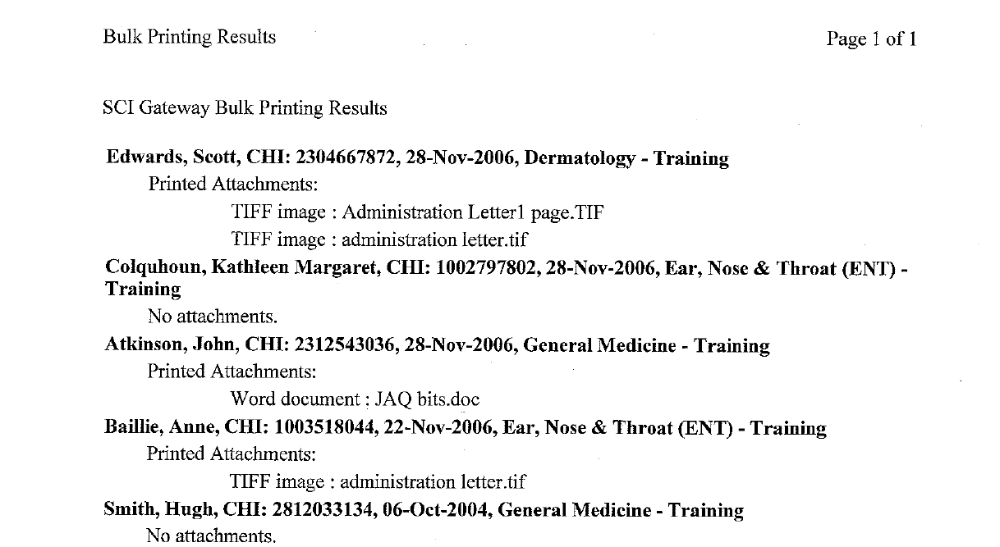 Bulk Printing Results Page 1 of 1
SCI Gateway Bulk Printing Results
Edwards, Scott, CHI: 2304667872, 28-Nov-2006, Dermatology - Training
Printed Attachments:
TIFF image : Administration Letter1 page.TIF
TIFF image : administration letter.tif
Colquhoun, Kathleen Margaret, CHI: 1002797802, 28-Nov-2006, Ear, Nose & Throat (ENT) -
Training
No attachments.
Atkinson, John, CHI: 2312543036, 28-Nov-2006, General Medicine - Training
Printed Attachments:
Word document : JAQ bits.doc
Baillie, Anne, CHI: 1003518044, 22-Nov-2006, Ear, Nose & Throat (ENT) - Training
Printed Attachments:
TIFF image : administration letter.tif
Smith, Hugh, CHI: 2812033134, 06-Oct-2004, General Medicine - Training
No attachments.